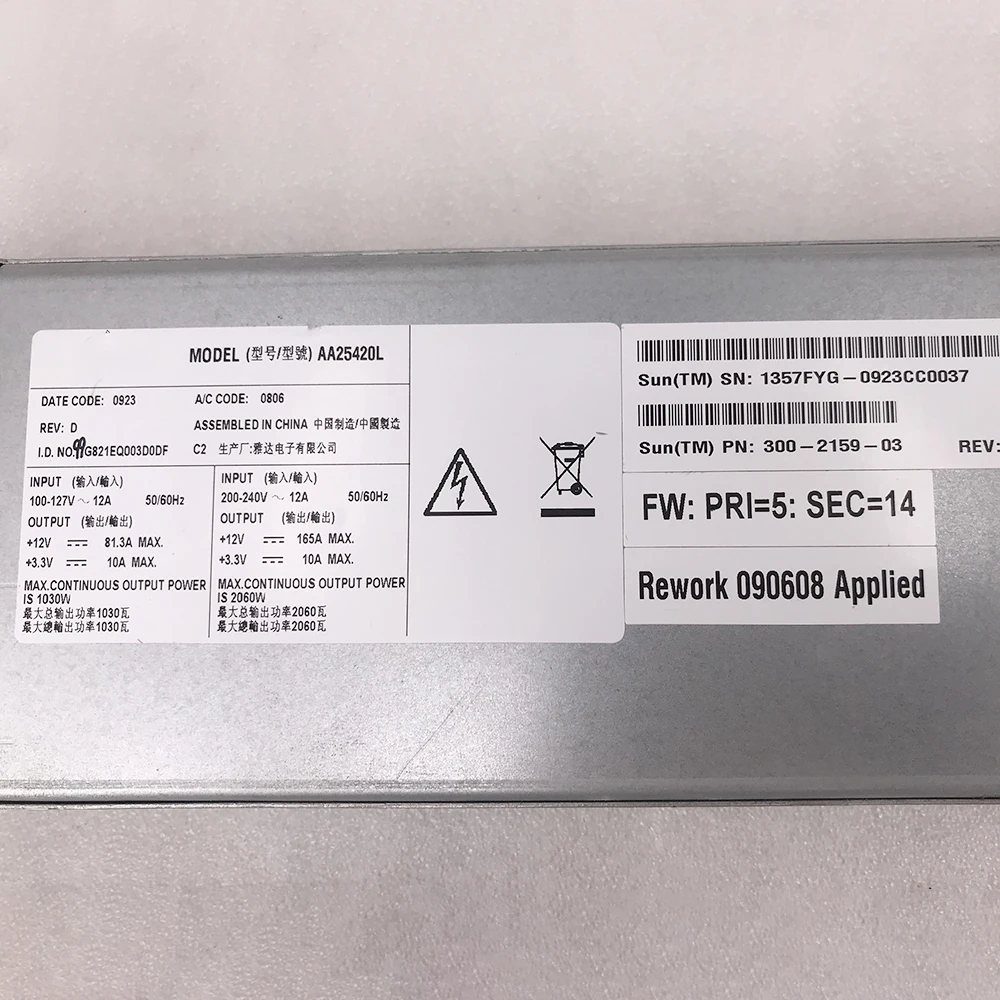 MODEL (型号/型號) AA25420L
DATE CODE: 0923 A/C CODE: 0806
REV: D ASSEMBLED IN CHINA 中国制造/中國製造
I.D. NO. G821EQ003D0DF C2 生产厂:雅达电子有限公司
INPUT (输入/輸入)
100-127V ~ 12A 50/60Hz
OUTPUT (输出/輸出)
+12V ⎓ 81.3A MAX.
+3.3V ⎓ 10A MAX.
MAX.CONTINUOUS OUTPUT POWER
IS 1030W
最大总输出功率1030瓦
最大總輸出功率1030瓦
INPUT (输入/輸入)
200-240V ~ 12A 50/60Hz
OUTPUT (输出/輸出)
+12V ⎓ 165A MAX.
+3.3V ⎓ 10A MAX.
MAX.CONTINUOUS OUTPUT POWER
IS 2060W
最大总输出功率2060瓦
最大總輸出功率2060瓦
Sun(TM) SN: 1357FYG-0923CC0037
Sun(TM) PN: 300-2159-03 REV:
FW: PRI=5: SEC=14
Rework 090608 Applied